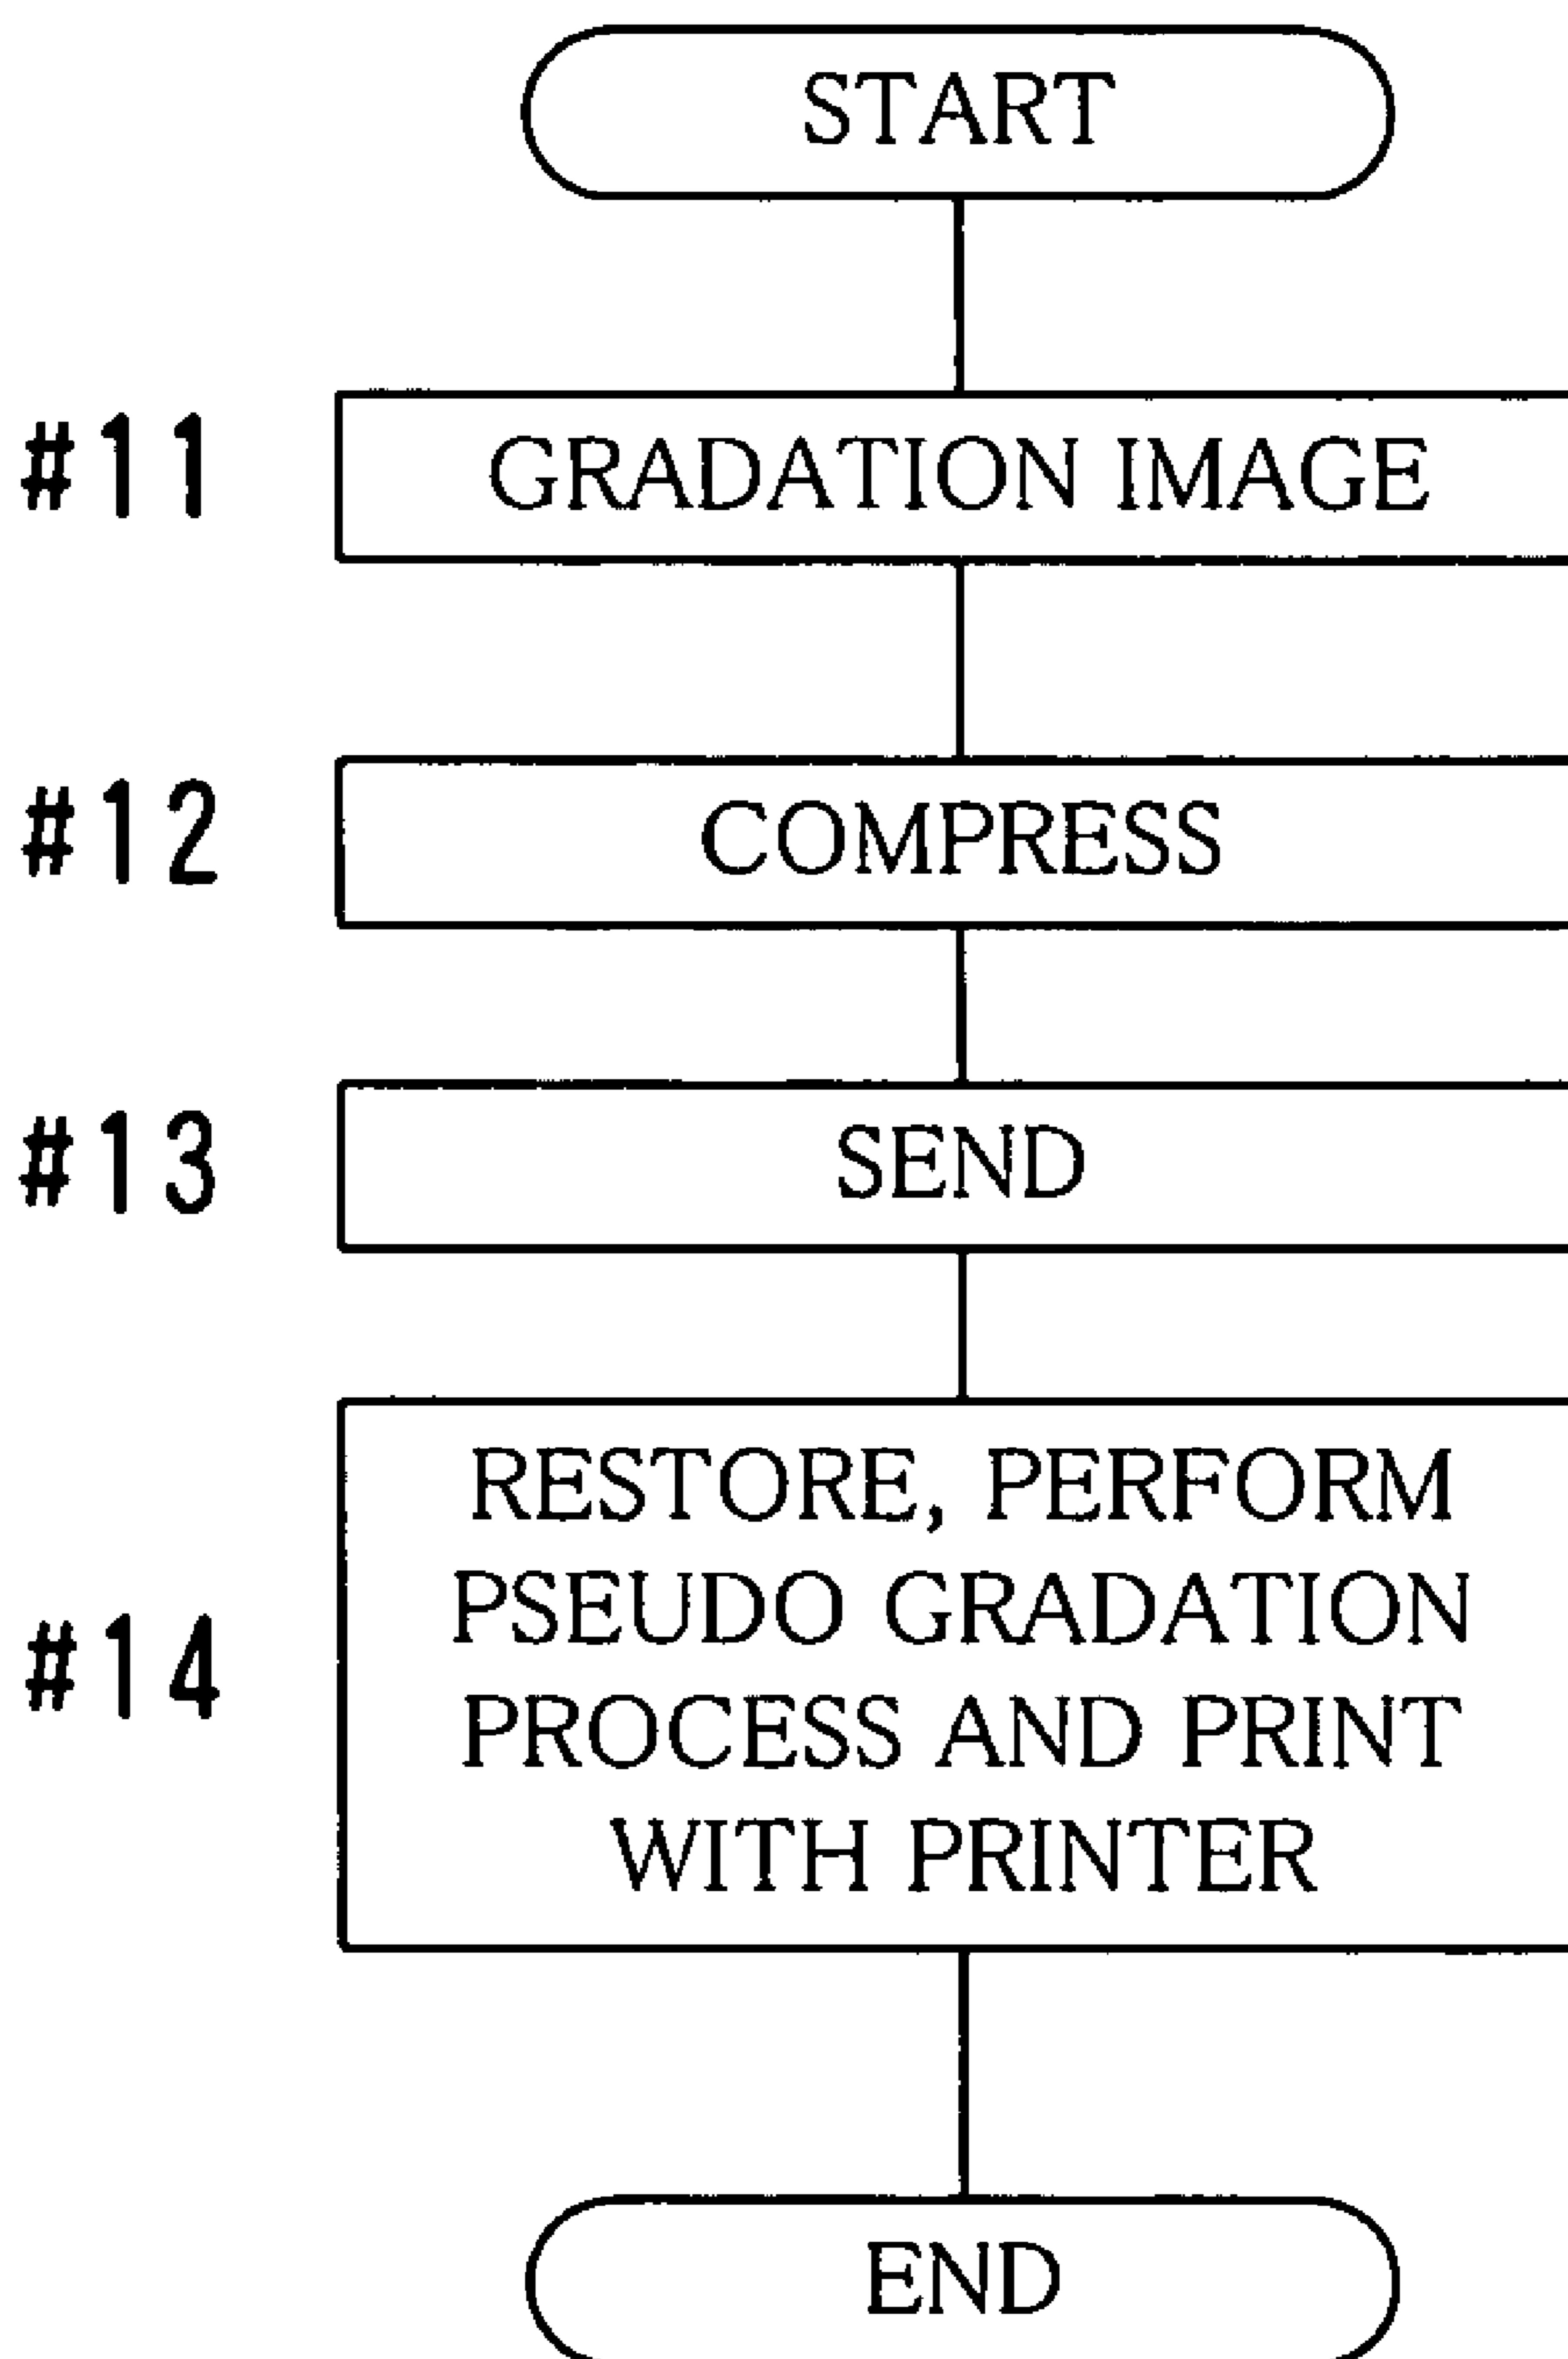 START
#11 GRADATION IMAGE
#12 COMPRESS
#13 SEND
RESTORE, PERFORM
PSEUDO GRADATION
#14
PROCESS AND PRINT
WITH PRINTER
END